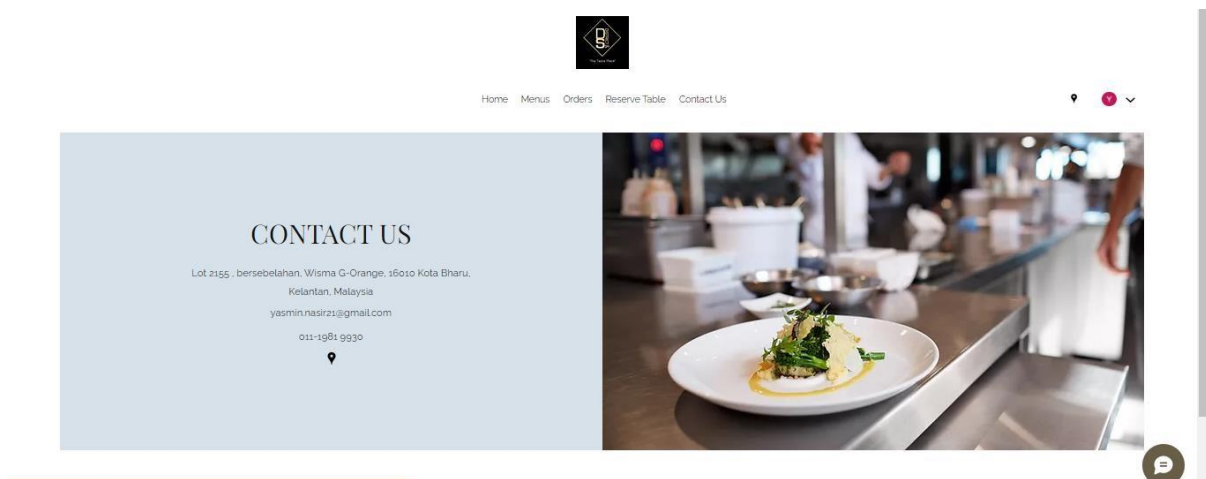 DS
Home Menus Orders Reserve Table Contact Us
Y
CONTACT US
Lot 2155 , bersebelahan, Wisma G-Orange, 16010 Kota Bharu,
Kelantan, Malaysia
yasmin.nasir21@gmail.com
011-1981 9930